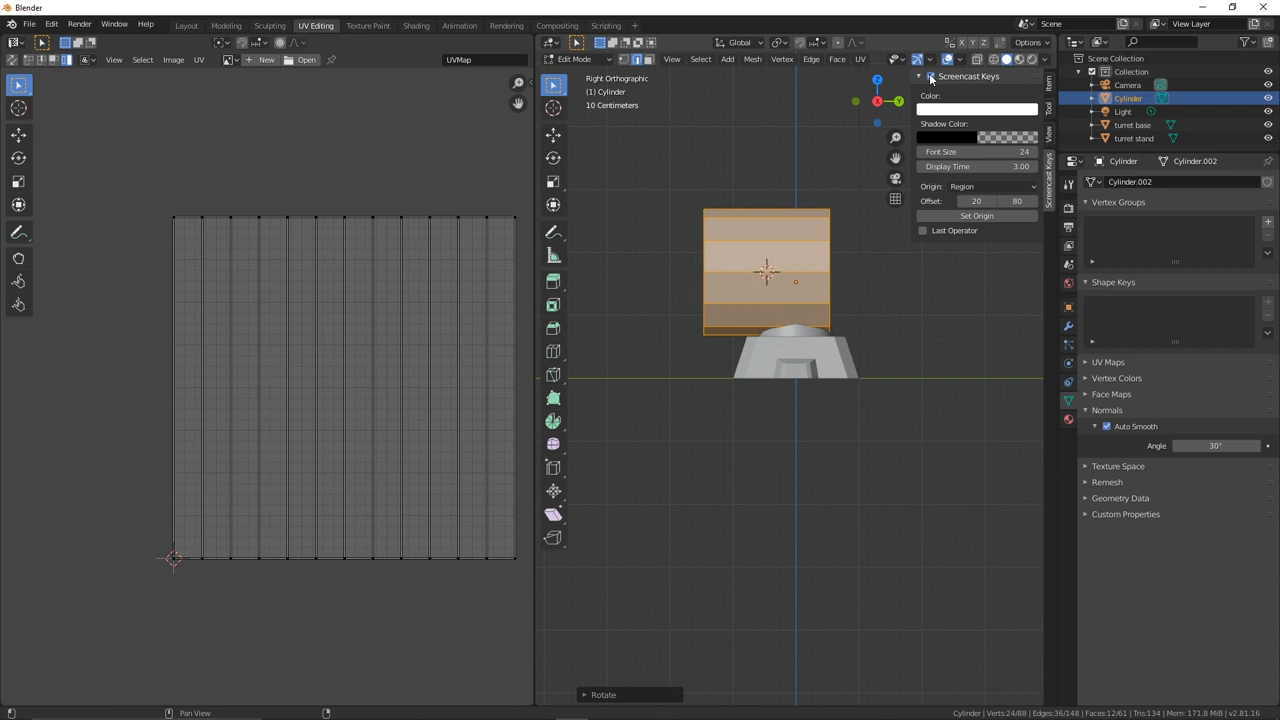 Blender
File Edit Render Window Help
Layout Modeling Sculpting UV Editing Texture Paint Shading Animation Rendering Compositing Scripting +
Scene View Layer
Global Options
View Select Image UV New Open UVMap
Edit Mode View Select Add Mesh Vertex Edge Face UV
X Y Z
Right Orthographic
(1) Cylinder
10 Centimeters
Z
X Y
Screencast Keys
Color:
Shadow Color:
Font Size 24
Display Time 3.00
Origin: Region
Offset: 20 80
Set Origin
Last Operator
Item
Tool
View
Screencast Keys
Scene Collection
Collection
Camera
Cylinder
Light
turret base
turret stand
Cylinder Cylinder.002
Cylinder.002
Vertex Groups
Shape Keys
UV Maps
Vertex Colors
Face Maps
Normals
Auto Smooth
Angle 30°
Texture Space
Remesh
Geometry Data
Custom Properties
Rotate
Pan View
Cylinder | Verts:24/88 | Edges:36/148 | Faces:12/61 | Tris:134 | Mem: 171.8 MiB | v2.81.16